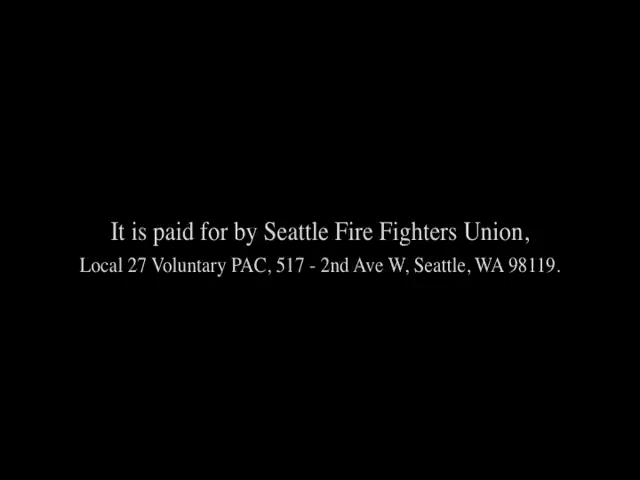 It is paid for by Seattle Fire Fighters Union,
Local 27 Voluntary PAC, 517 - 2nd Ave W, Seattle, WA 98119.